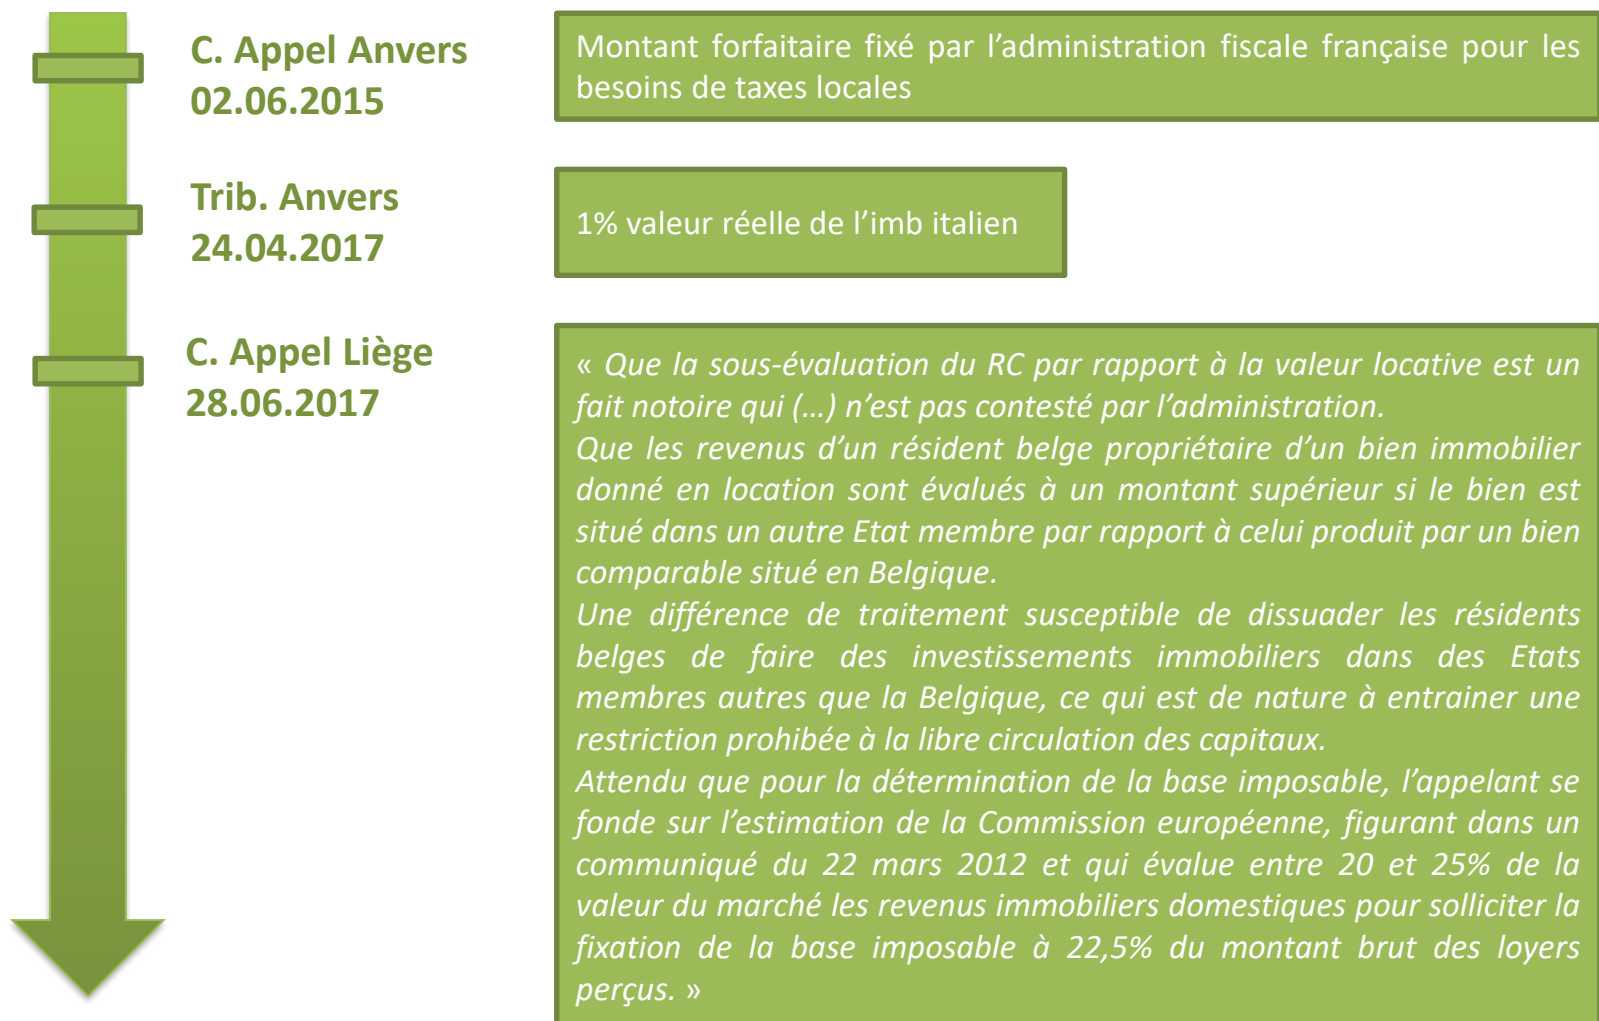 C. Appel Anvers
02.06.2015
Montant forfaitaire fixé par l'administration fiscale française pour les
besoins de taxes locales
Trib. Anvers
24.04.2017
1% valeur réelle de l'imb italien
C. Appel Liège
28.06.2017
« Que la sous-évaluation du RC par rapport à la valeur locative est un
fait notoire qui (…) n'est pas contesté par l'administration.
Que les revenus d'un résident belge propriétaire d'un bien immobilier
donné en location sont évalués à un montant supérieur si le bien est
situé dans un autre Etat membre par rapport à celui produit par un bien
comparable situé en Belgique.
Une différence de traitement susceptible de dissuader les résidents
belges de faire des investissements immobiliers dans des Etats
membres autres que la Belgique, ce qui est de nature à entrainer une
restriction prohibée à la libre circulation des capitaux.
Attendu que pour la détermination de la base imposable, l'appelant se
fonde sur l'estimation de la Commission européenne, figurant dans un
communiqué du 22 mars 2012 et qui évalue entre 20 et 25% de la
valeur du marché les revenus immobiliers domestiques pour solliciter la
fixation de la base imposable à 22,5% du montant brut des loyers
perçus. »